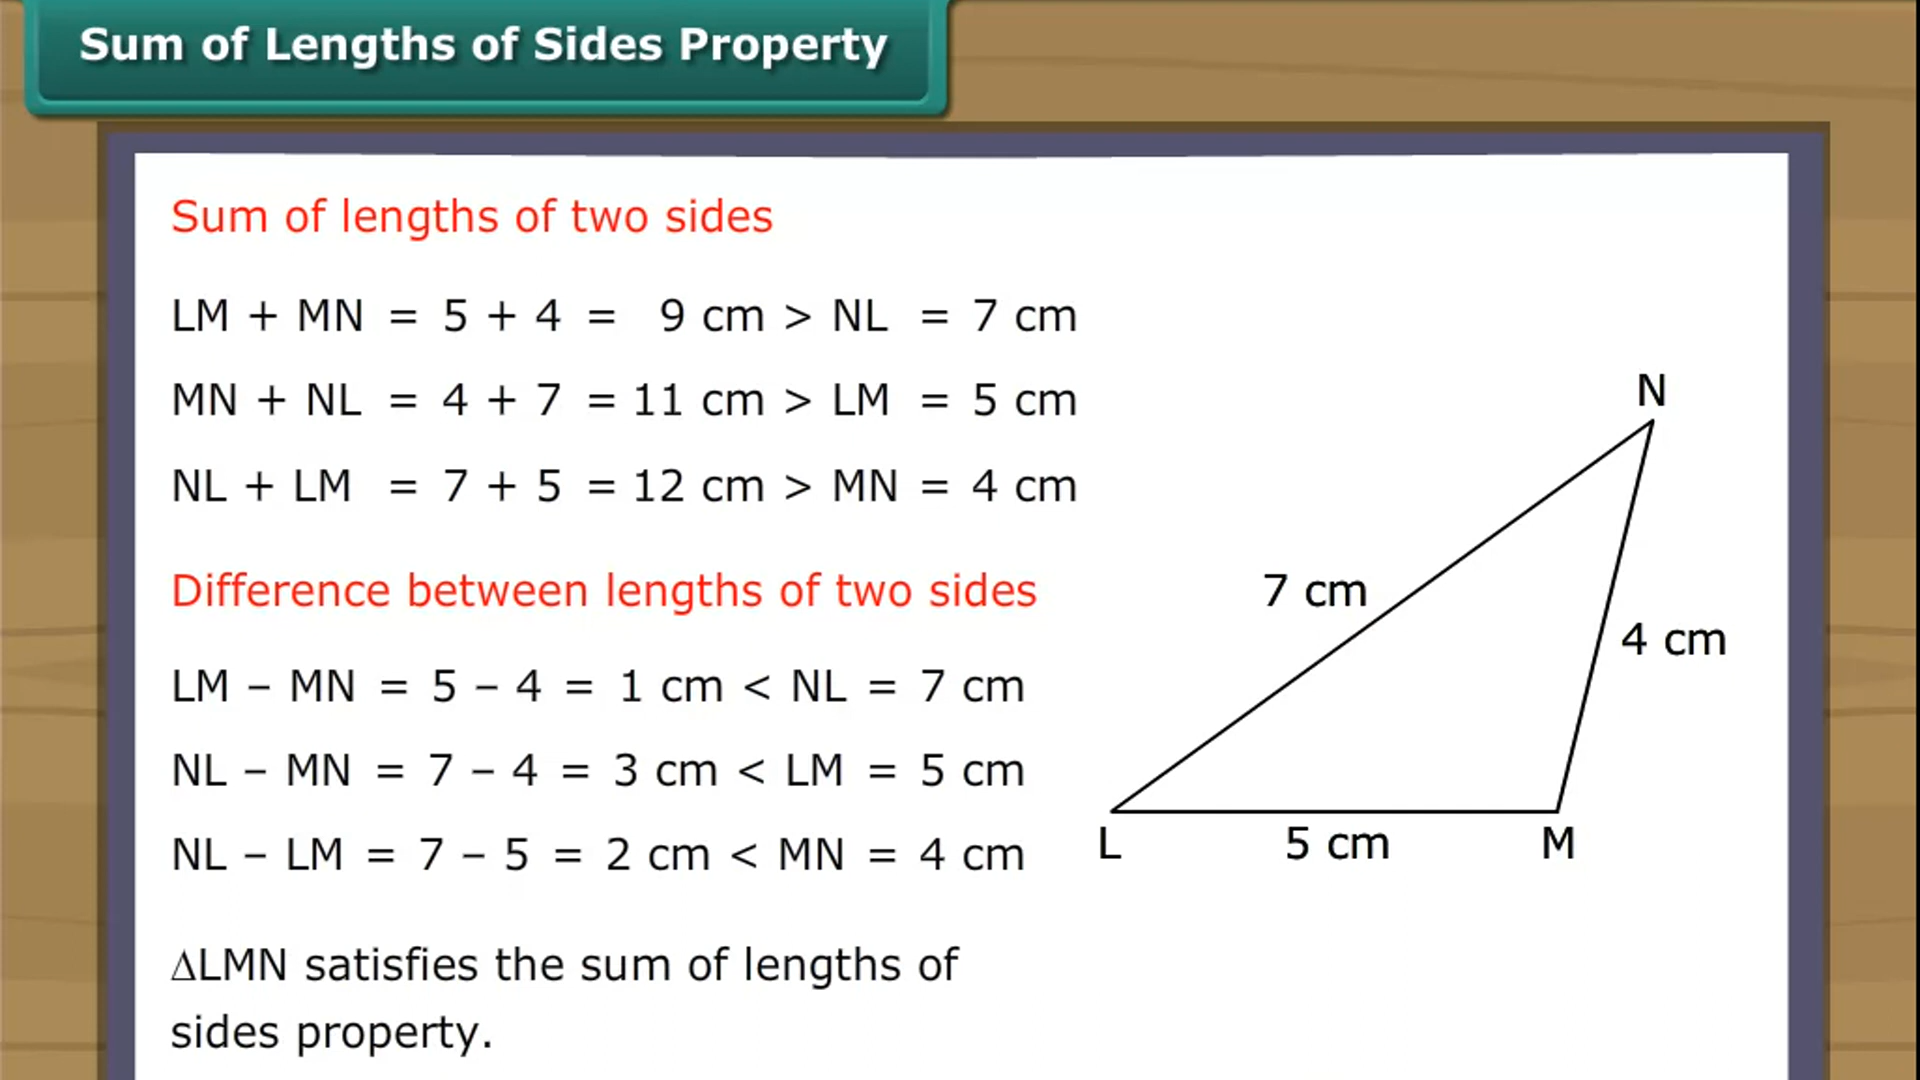 Sum of Lengths of Sides Property
Sum of lengths of two sides
LM + MN = 5 + 4 = 9 cm > NL = 7 cm
MN + NL = 4 + 7 = 11 cm > LM = 5 cm
NL + LM = 7 + 5 = 12 cm > MN = 4 cm
Difference between lengths of two sides
LM – MN = 5 – 4 = 1 cm < NL = 7 cm
NL – MN = 7 – 4 = 3 cm < LM = 5 cm
NL – LM = 7 – 5 = 2 cm < MN = 4 cm
ΔLMN satisfies the sum of lengths of
sides property.
N
7 cm
4 cm
L
5 cm
M